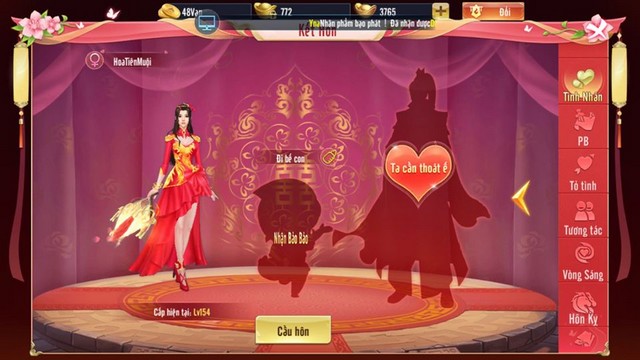 48Vạn
772
3765
Đổi
Nhận phẩm bạo phát | Đã nhận được
Kết Hôn
HoaTiênMuội
Tình Nhân
PB
Tỏ tình
Tương tác
Vòng Sáng
Hôn Kỵ
Đi bế con
Ta cần thoát ế
Nhận Bảo Bảo
Cấp hiện tại: Lv154
Cầu hôn